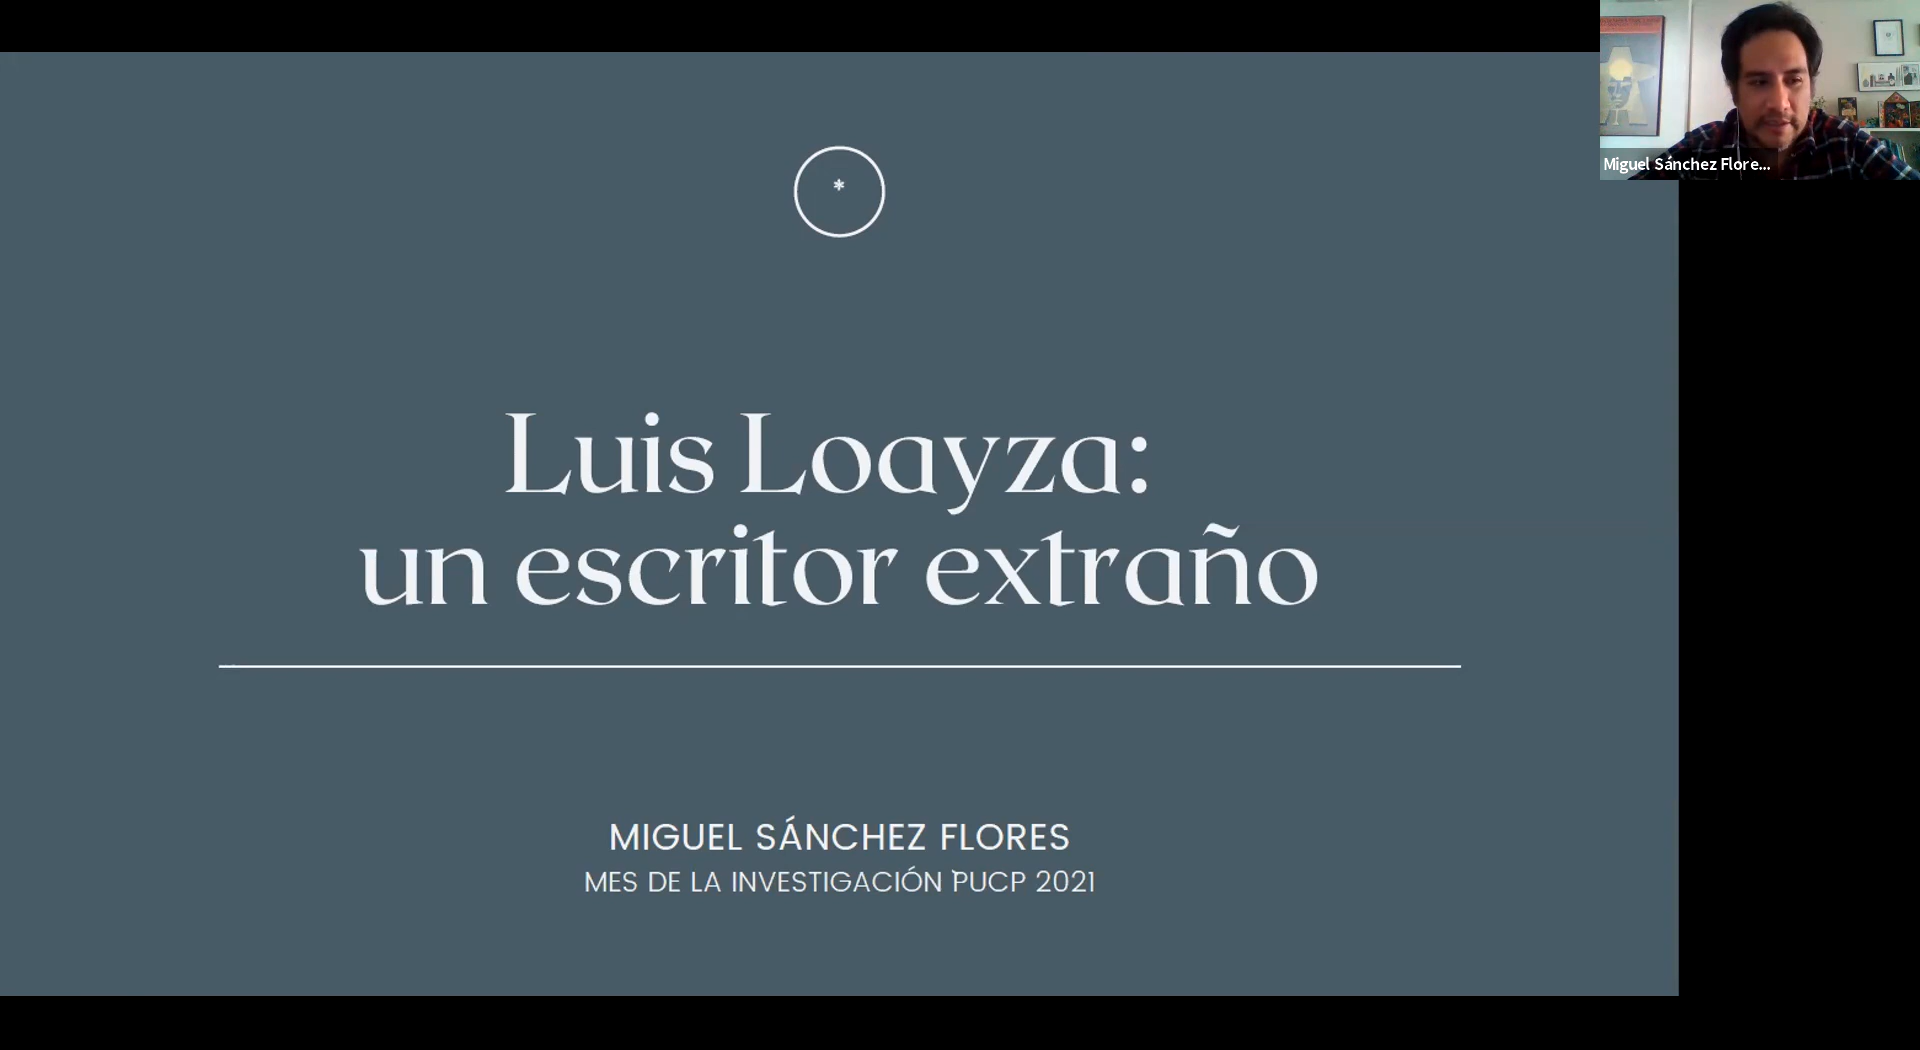 *
Luis Loayza:
un escritor extraño
MIGUEL SÁNCHEZ FLORES
MES DE LA INVESTIGACIÓN PUCP 2021
Miguel Sánchez Flore...